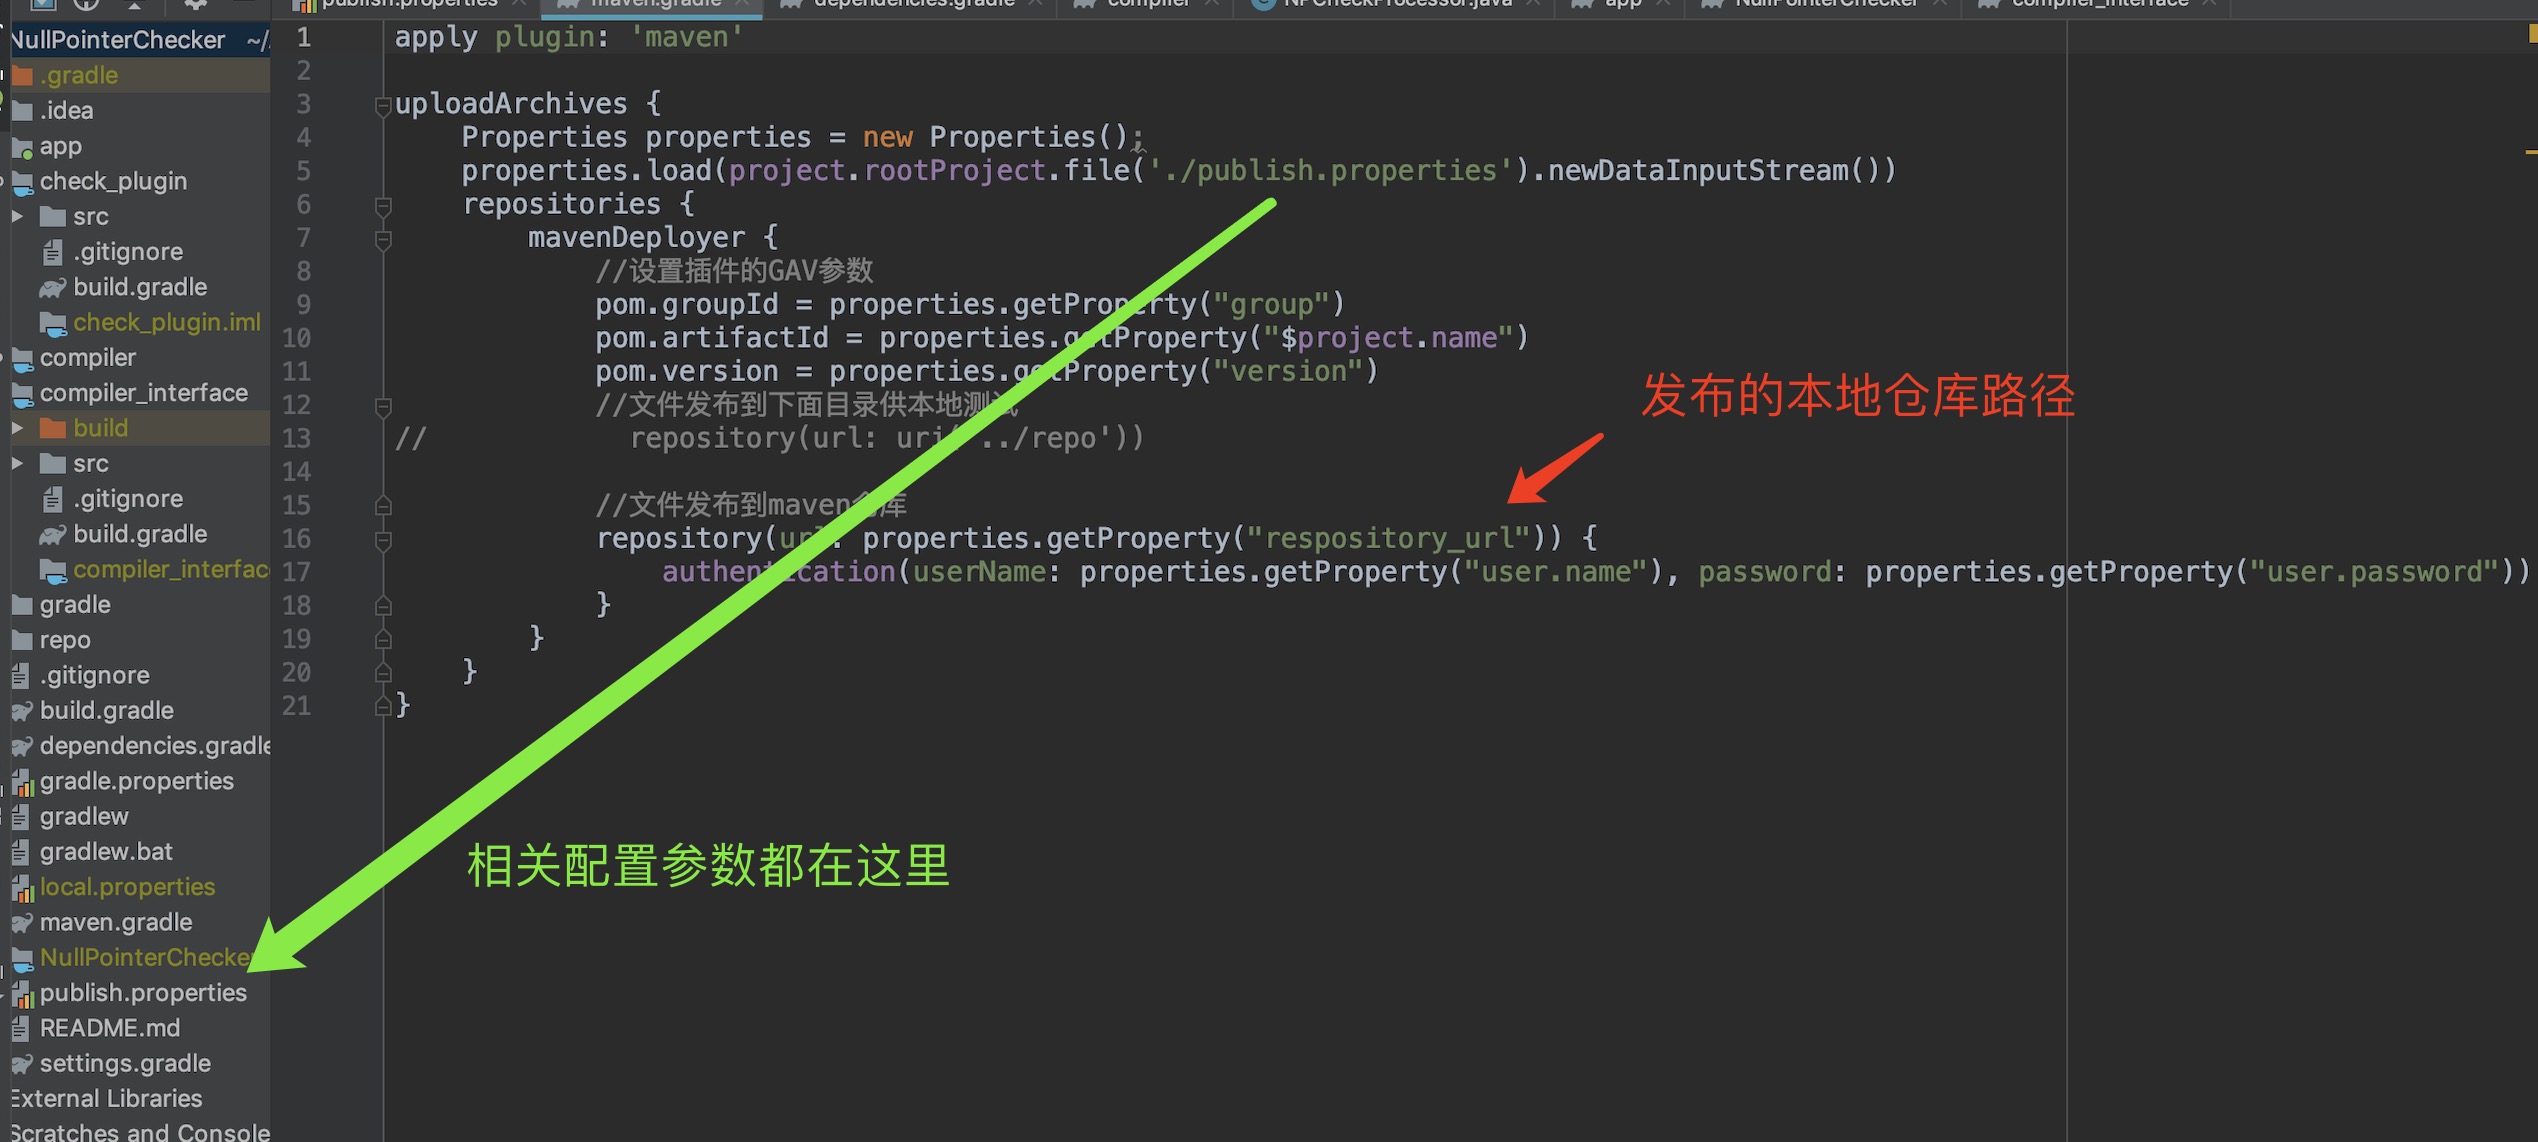 publish.properties
maven.gradle
dependencies.gradle
compiler
NPCheckProcessor.java
app
NullPointerChecker
compiler_interface
NullPointerChecker ~/
.gradle
.idea
app
check_plugin
src
.gitignore
build.gradle
check_plugin.iml
compiler
compiler_interface
build
src
.gitignore
build.gradle
compiler_interfac
gradle
repo
.gitignore
build.gradle
dependencies.gradle
gradle.properties
gradlew
gradlew.bat
local.properties
maven.gradle
NullPointerChecke
publish.properties
README.md
settings.gradle
External Libraries
Scratches and Console
1 apply plugin: 'maven'
2
3 uploadArchives {
4 Properties properties = new Properties();
5 properties.load(project.rootProject.file('./publish.properties').newDataInputStream())
6 repositories {
7 mavenDeployer {
8 //设置插件的GAV参数
9 pom.groupId = properties.getProperty("group")
10 pom.artifactId = properties.getProperty("$project.name")
11 pom.version = properties.getProperty("version")
12 //文件发布到下面目录供本地测试
13 // repository(url: uri('../repo'))
14
15 //文件发布到maven仓库
16 repository(url: properties.getProperty("respository_url")) {
17 authentication(userName: properties.getProperty("user.name"), password: properties.getProperty("user.password"))
18 }
19 }
20 }
21 }
发布的本地仓库路径
相关配置参数都在这里